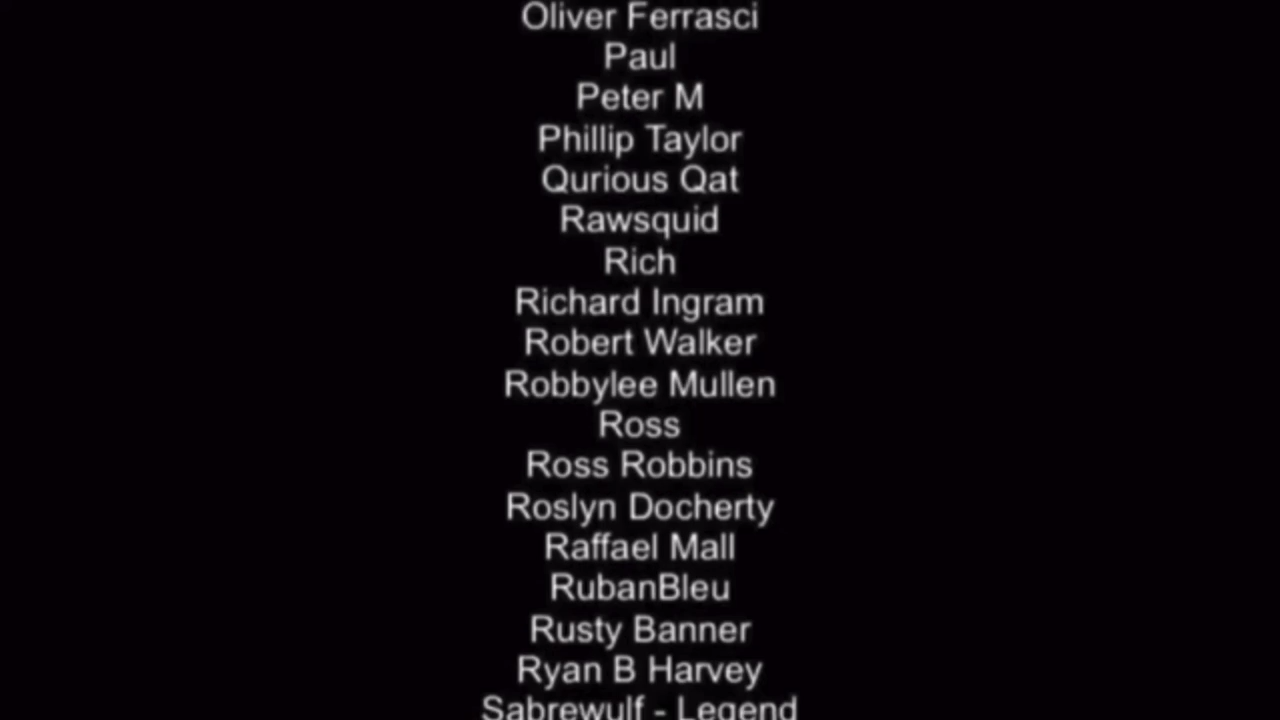 Oliver Ferrasci
Paul
Peter M
Phillip Taylor
Qurious Qat
Rawsquid
Rich
Richard Ingram
Robert Walker
Robbylee Mullen
Ross
Ross Robbins
Roslyn Docherty
Raffael Mall
RubanBleu
Rusty Banner
Ryan B Harvey
Sabrewulf - Legend